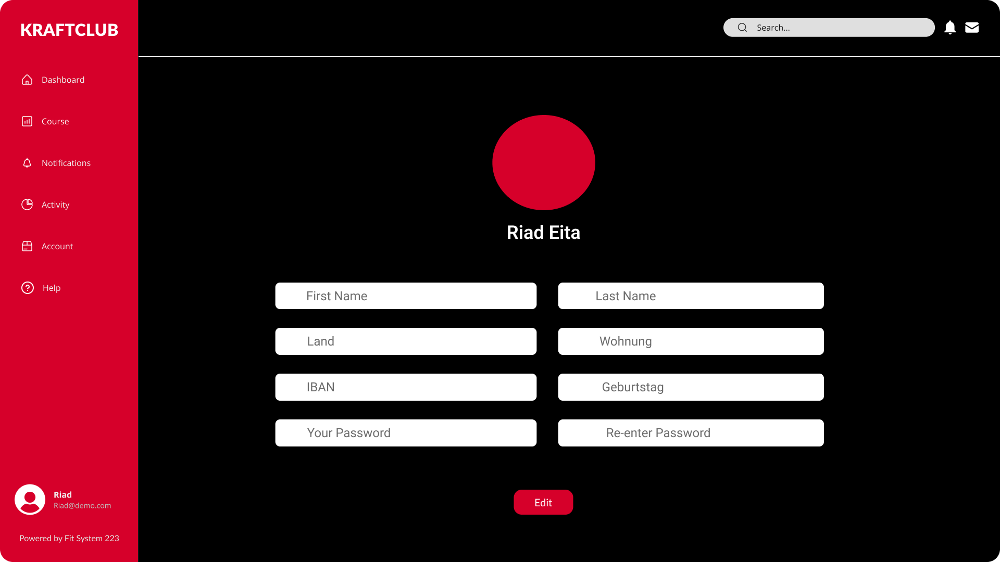 KRAFTCLUB
Search...
Dashboard
Course
Notifications
Activity
Account
Help
Riad Eita
First Name
Last Name
Land
Wohnung
IBAN
Geburtstag
Your Password
Re-enter Password
Edit
Riad
Riad@demo.com
Powered by Fit System 223